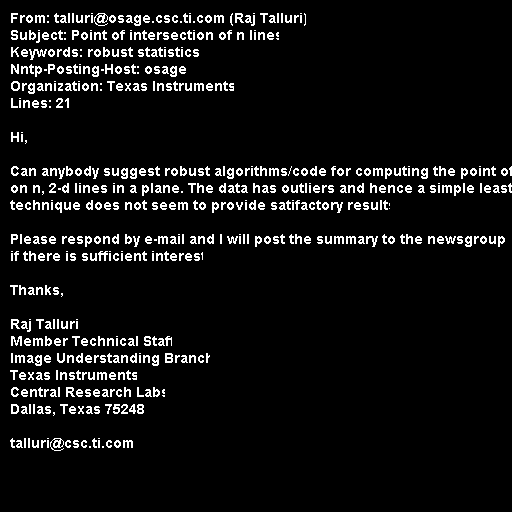 From: talluri@osage.csc.ti.com (Raj Talluri)
Subject: Point of intersection of n lines
Keywords: robust statistics
Nntp-Posting-Host: osage
Organization: Texas Instruments
Lines: 21
Hi,
Can anybody suggest robust algorithms/code for computing the point of
on n, 2-d lines in a plane. The data has outliers and hence a simple least
technique does not seem to provide satifactory results
Please respond by e-mail and I will post the summary to the newsgroup
if there is sufficient interest
Thanks,
Raj Talluri
Member Technical Staff
Image Understanding Branch
Texas Instruments
Central Research Labs
Dallas, Texas 75248
talluri@csc.ti.com